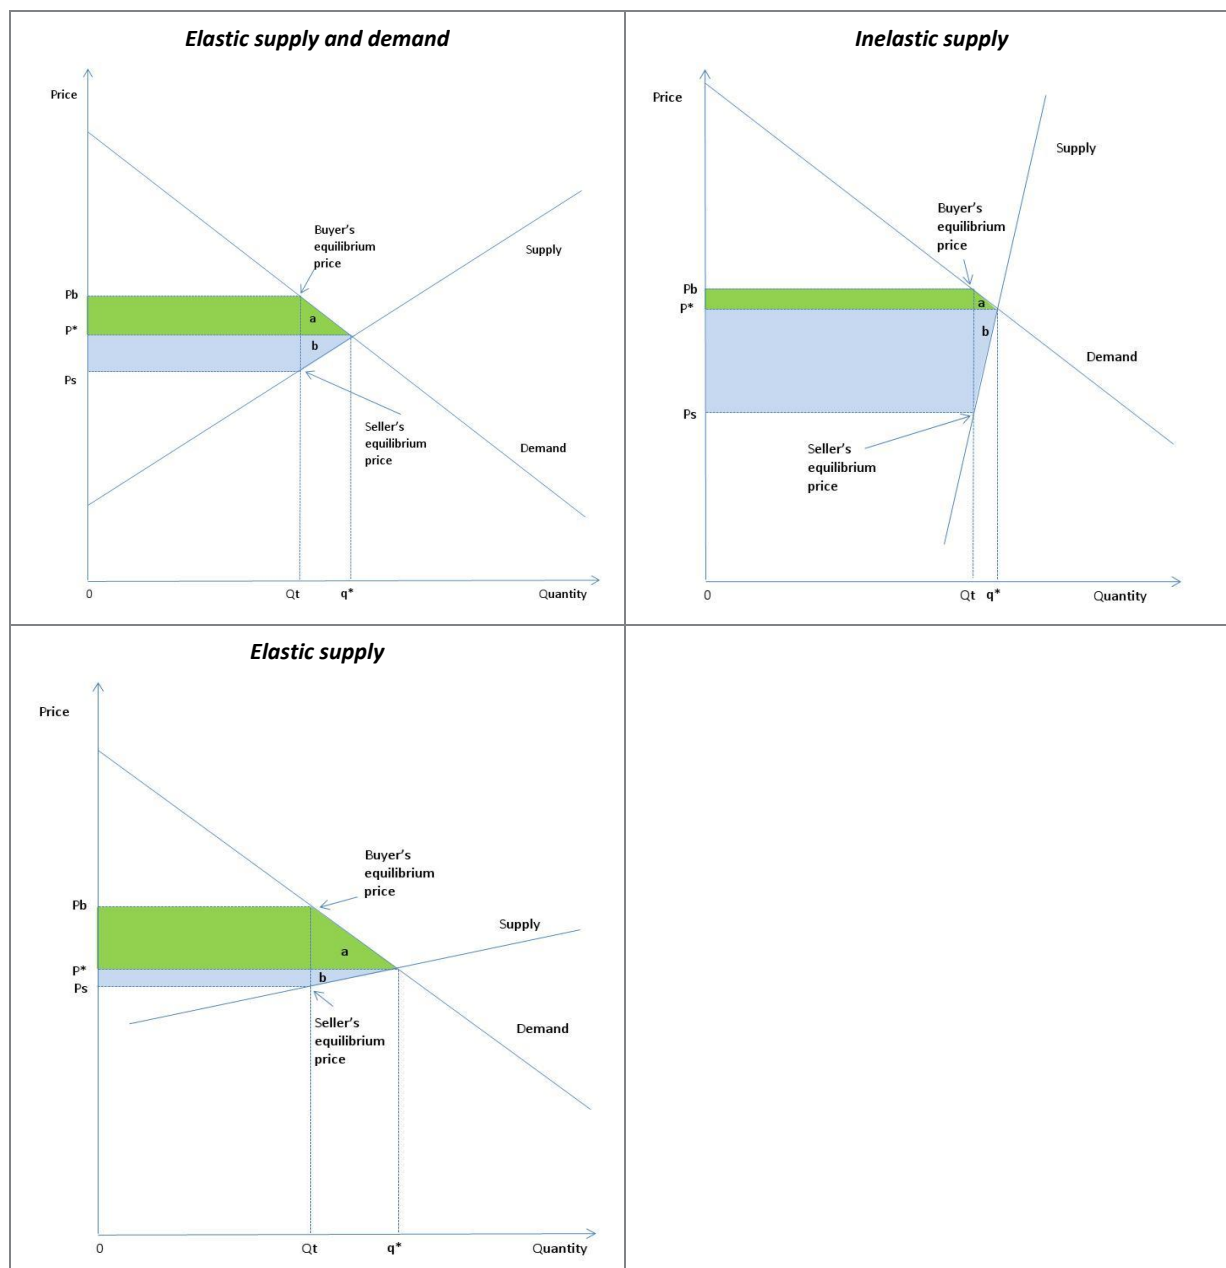 Elastic supply and demand
Price
Buyer's
equilibrium
price
Supply
Pb
a
P*
b
Ps
Seller's
equilibrium
price
Demand
0
Qt
q*
Quantity
Inelastic supply
Price
Supply
Buyer's
equilibrium
price
Pb
a
P*
b
Demand
Ps
Seller's
equilibrium
price
0
Qt
q*
Quantity
Elastic supply
Price
Buyer's
equilibrium
price
Pb
Supply
a
P*
b
Ps
Seller's
equilibrium
price
Demand
0
Qt
q*
Quantity